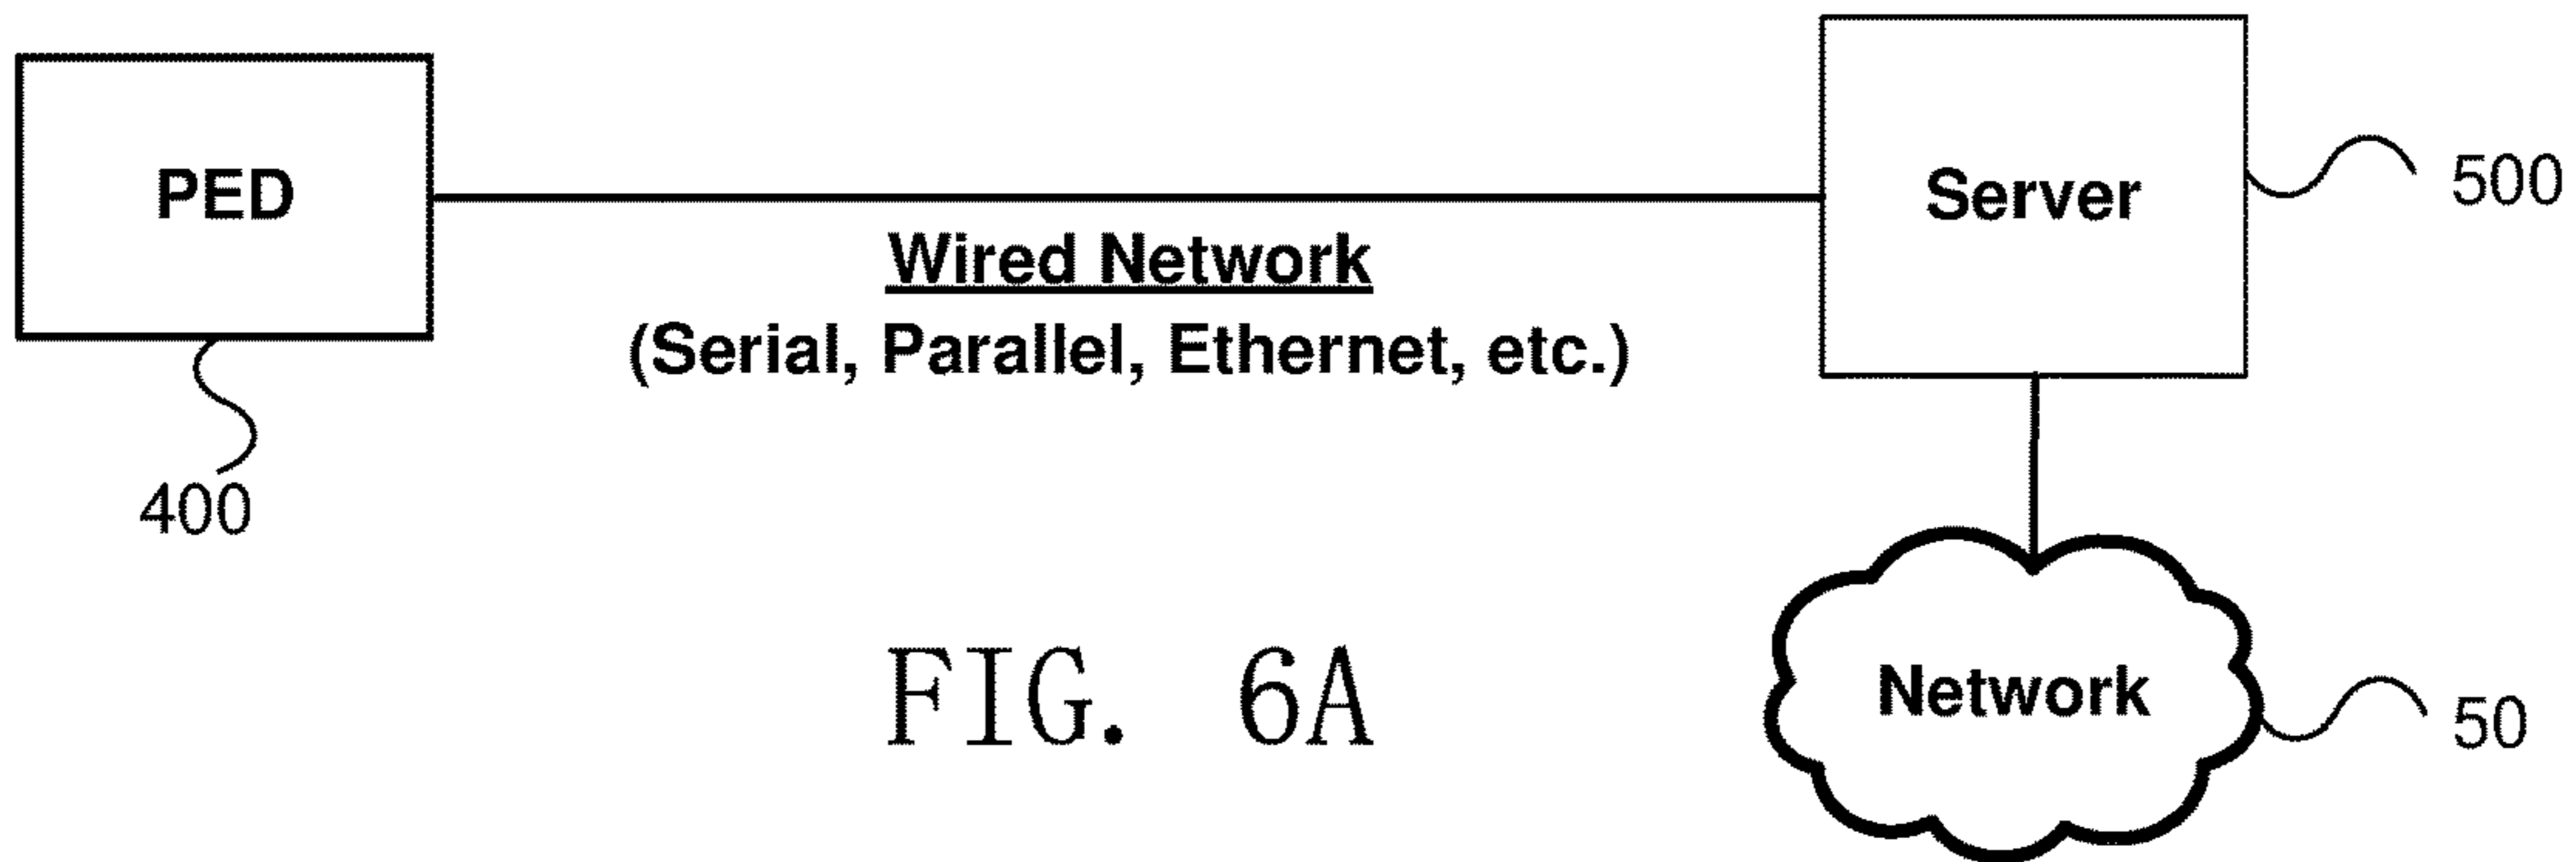 PED
Server
500
Wired Network
(Serial, Parallel, Ethernet, etc.)
400
Network
50
FIG. 6A